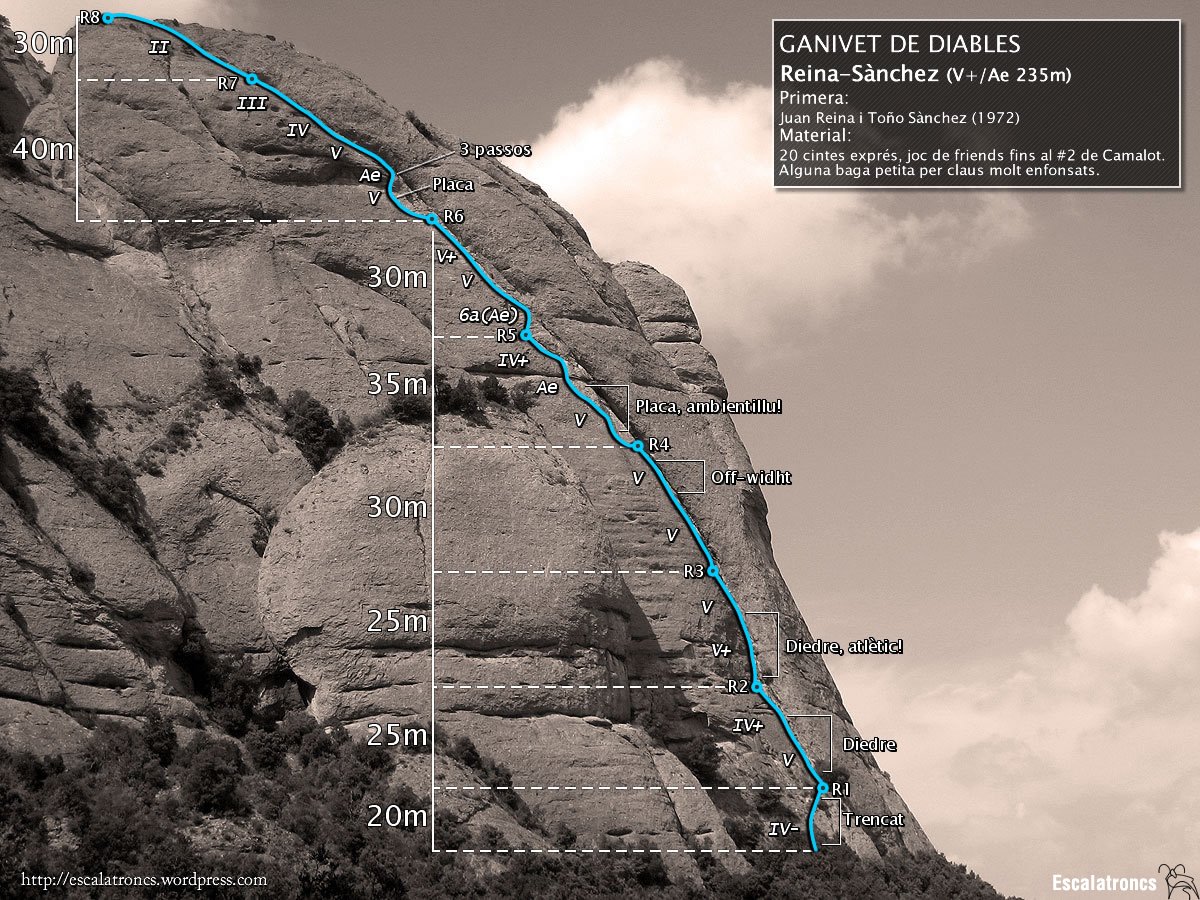 GANIVET DE DIABLES
Reina-Sànchez (V+/Ae 235m)
Primera:
Juan Reina i Toño Sànchez (1972)
Material:
20 cintes exprés, joc de friends fins al #2 de Camalot.
Alguna baga petita per claus molt enfonsats.
R8
30m
II
R7
III
40m
IV
V
3 passos
Ae
Placa
V
R6
V+
30m
V
6a(Ae)
R5
IV+
35m
Ae
Placa, ambientillu!
V
R4
V
Off-widht
30m
V
R3
V
25m
V+
Diedre, atlètic!
R2
IV+
25m
Diedre
V
R1
20m
Trencat
IV-
http://escalatroncs.wordpress.com
Escalatroncs